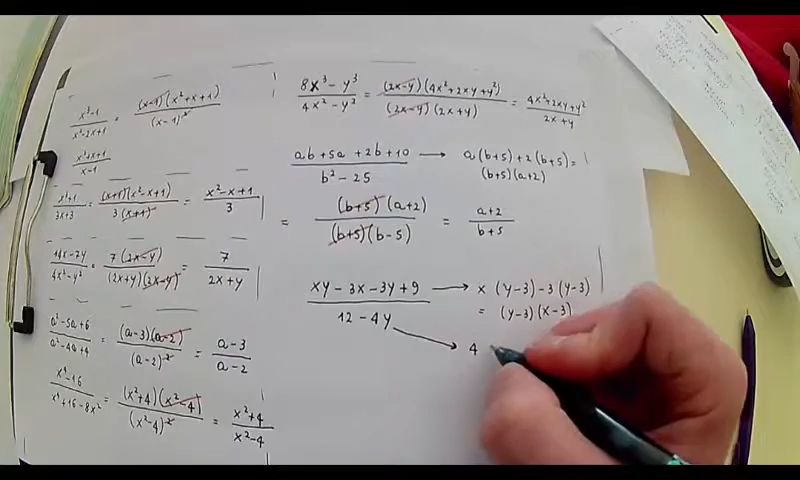 x³-1 / x²-2x+1 = (x-1)(x²+x+1) / (x-1)²
x²+x+1 / x-1
x³+1 / 3x+3 = (x+1)(x²-x+1) / 3(x+1) = x²-x+1 / 3
14x-7y / 4x²-y² = 7(2x-y) / (2x+y)(2x-y) = 7 / 2x+y
a²-5a+6 / a²-4a+4 = (a-3)(a-2) / (a-2)² = a-3 / a-2
x⁴-16 / x⁴+16-8x² = (x²+4)(x²-4) / (x²-4)² = x²+4 / x²-4
8x³-y³ / 4x²-y² = (2x-y)(4x²+2xy+y²) / (2x-y)(2x+y) = 4x²+2xy+y² / 2x+y
ab+5a+2b+10 / b²-25 → a(b+5)+2(b+5)=
(b+5)(a+2)
= (b+5)(a+2) / (b+5)(b-5) = a+2 / b+5
xy-3x-3y+9 / 12-4y → x(y-3)-3(y-3)
= (y-3)(x-3)
→ 4